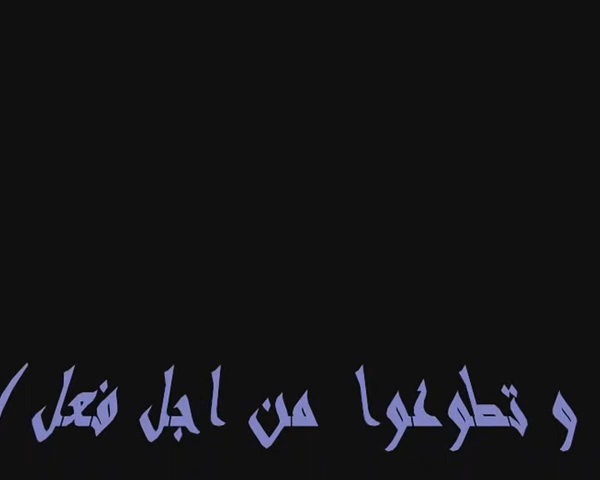 و تطوعوا من اجل فعل